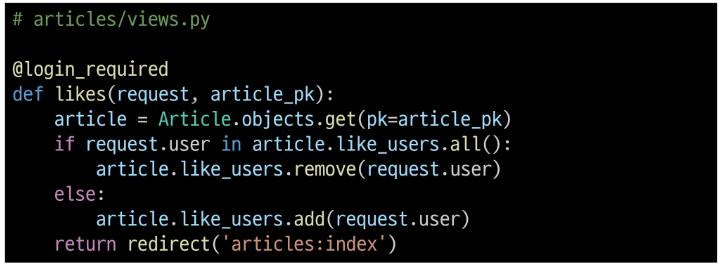 # articles/views.py

@login_required
def likes(request, article_pk):
    article = Article.objects.get(pk=article_pk)
    if request.user in article.like_users.all():
        article.like_users.remove(request.user)
    else:
        article.like_users.add(request.user)
    return redirect('articles:index')